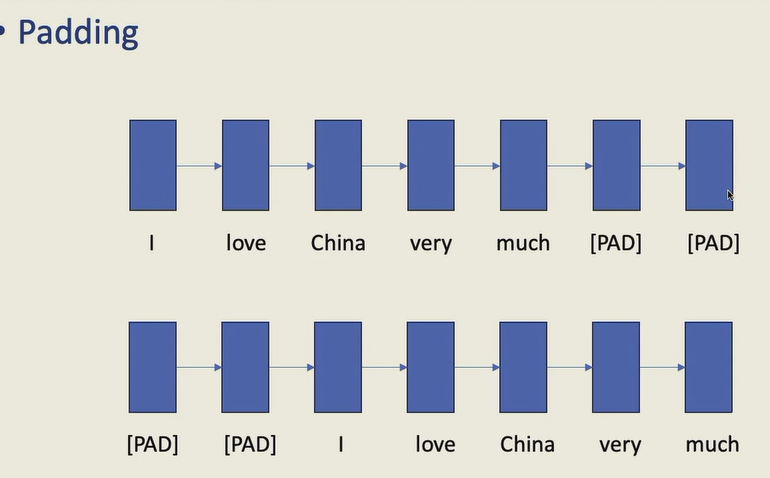 • Padding
I love China very much [PAD] [PAD]
[PAD] [PAD] I love China very much